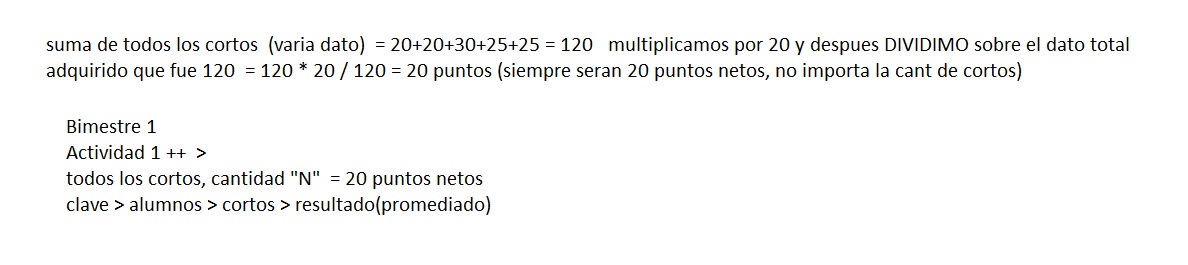 suma de todos los cortos  (varia dato)  = 20+20+30+25+25 = 120   multiplicamos por 20 y despues DIVIDIMO sobre el dato total
adquirido que fue 120  = 120 * 20 / 120 = 20 puntos (siempre seran 20 puntos netos, no importa la cant de cortos)
Bimestre 1
Actividad 1 ++  >
todos los cortos, cantidad "N"  = 20 puntos netos
clave > alumnos > cortos > resultado(promediado)